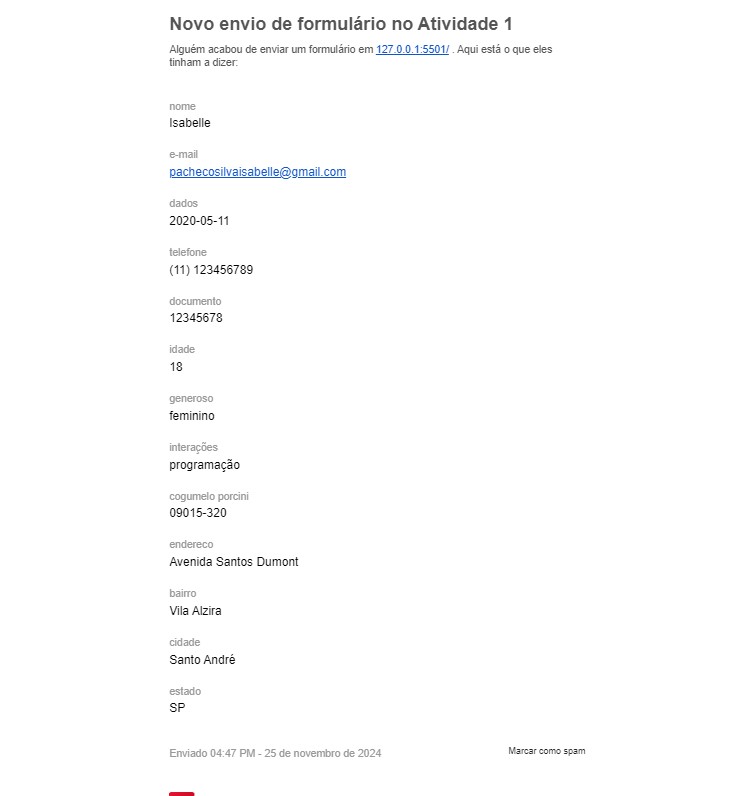 Novo envio de formulário no Atividade 1
Alguém acabou de enviar um formulário em 127.0.0.1:5501/ . Aqui está o que eles
tinham a dizer:
nome
Isabelle
e-mail
pachecosilvaisabelle@gmail.com
dados
2020-05-11
telefone
(11) 123456789
documento
12345678
idade
18
generoso
feminino
interações
programação
cogumelo porcini
09015-320
endereco
Avenida Santos Dumont
bairro
Vila Alzira
cidade
Santo André
estado
SP
Enviado 04:47 PM - 25 de novembro de 2024
Marcar como spam